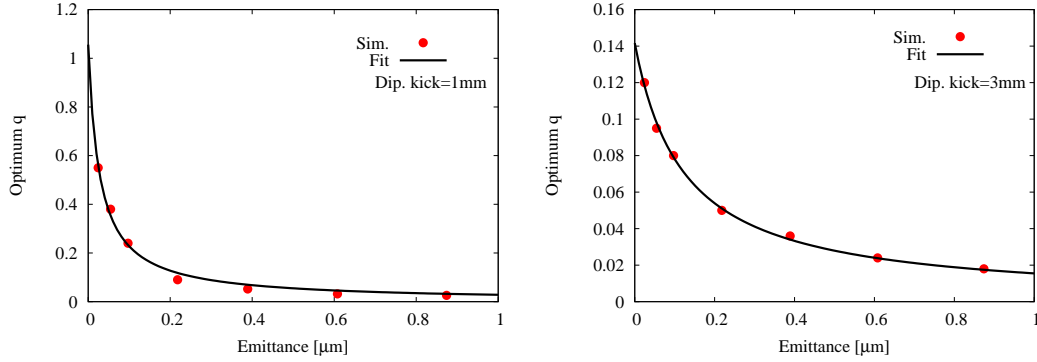 1.2
1
0.8
0.6
0.4
0.2
0
0 0.2 0.4 0.6 0.8 1
Optimum q
Emittance [μm]
Sim.
Fit
Dip. kick=1mm
0.16
0.14
0.12
0.1
0.08
0.06
0.04
0.02
0
0 0.2 0.4 0.6 0.8 1
Optimum q
Emittance [μm]
Sim.
Fit
Dip. kick=3mm